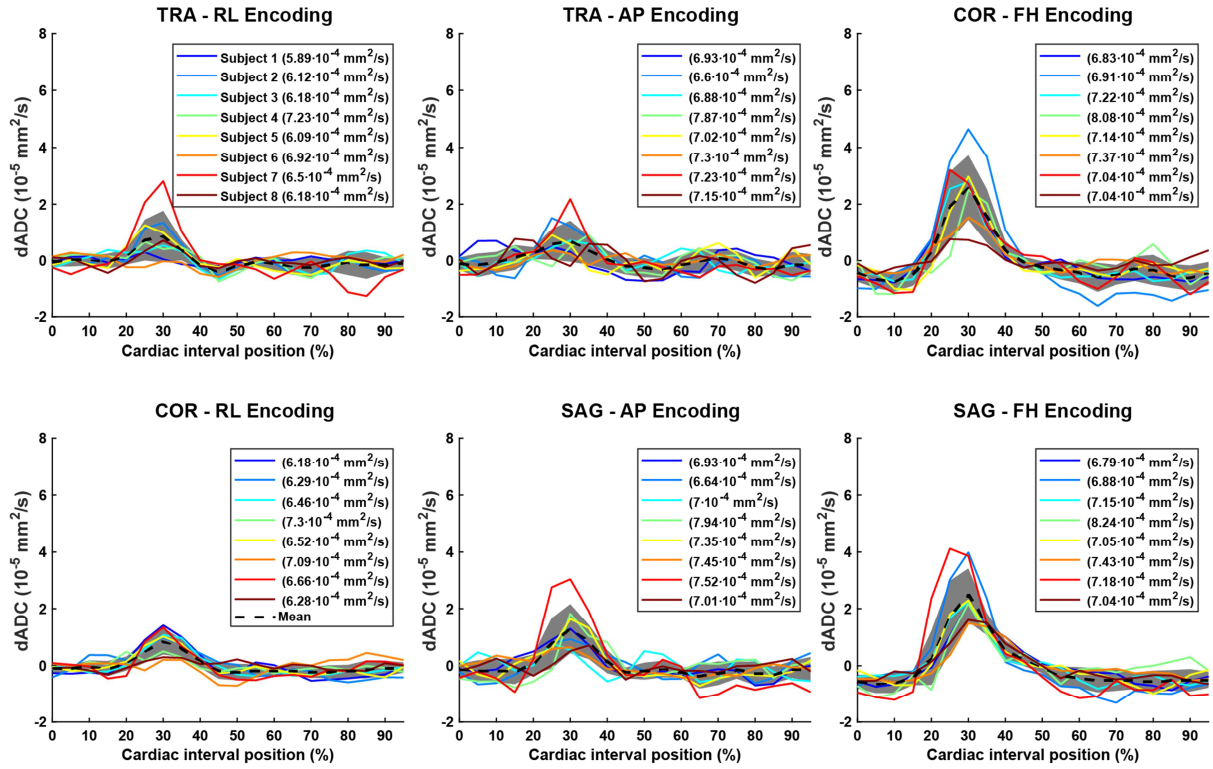 TRA - RL Encoding
8
6
4
2
0
-2
dADC (10⁻⁵ mm²/s)
Subject 1 (5.89·10⁻⁴ mm²/s)
Subject 2 (6.12·10⁻⁴ mm²/s)
Subject 3 (6.18·10⁻⁴ mm²/s)
Subject 4 (7.23·10⁻⁴ mm²/s)
Subject 5 (6.09·10⁻⁴ mm²/s)
Subject 6 (6.92·10⁻⁴ mm²/s)
Subject 7 (6.5·10⁻⁴ mm²/s)
Subject 8 (6.18·10⁻⁴ mm²/s)
0 10 20 30 40 50 60 70 80 90
Cardiac interval position (%)
TRA - AP Encoding
8
6
4
2
0
-2
dADC (10⁻⁵ mm²/s)
(6.93·10⁻⁴ mm²/s)
(6.6·10⁻⁴ mm²/s)
(6.88·10⁻⁴ mm²/s)
(7.87·10⁻⁴ mm²/s)
(7.02·10⁻⁴ mm²/s)
(7.3·10⁻⁴ mm²/s)
(7.23·10⁻⁴ mm²/s)
(7.15·10⁻⁴ mm²/s)
0 10 20 30 40 50 60 70 80 90
Cardiac interval position (%)
COR - FH Encoding
8
6
4
2
0
-2
dADC (10⁻⁵ mm²/s)
(6.83·10⁻⁴ mm²/s)
(6.91·10⁻⁴ mm²/s)
(7.22·10⁻⁴ mm²/s)
(8.08·10⁻⁴ mm²/s)
(7.14·10⁻⁴ mm²/s)
(7.37·10⁻⁴ mm²/s)
(7.04·10⁻⁴ mm²/s)
(7.04·10⁻⁴ mm²/s)
0 10 20 30 40 50 60 70 80 90
Cardiac interval position (%)
COR - RL Encoding
8
6
4
2
0
-2
dADC (10⁻⁵ mm²/s)
(6.18·10⁻⁴ mm²/s)
(6.29·10⁻⁴ mm²/s)
(6.46·10⁻⁴ mm²/s)
(7.3·10⁻⁴ mm²/s)
(6.52·10⁻⁴ mm²/s)
(7.09·10⁻⁴ mm²/s)
(6.66·10⁻⁴ mm²/s)
(6.28·10⁻⁴ mm²/s)
Mean
0 10 20 30 40 50 60 70 80 90
Cardiac interval position (%)
SAG - AP Encoding
8
6
4
2
0
-2
dADC (10⁻⁵ mm²/s)
(6.93·10⁻⁴ mm²/s)
(6.64·10⁻⁴ mm²/s)
(7·10⁻⁴ mm²/s)
(7.94·10⁻⁴ mm²/s)
(7.35·10⁻⁴ mm²/s)
(7.45·10⁻⁴ mm²/s)
(7.52·10⁻⁴ mm²/s)
(7.01·10⁻⁴ mm²/s)
0 10 20 30 40 50 60 70 80 90
Cardiac interval position (%)
SAG - FH Encoding
8
6
4
2
0
-2
dADC (10⁻⁵ mm²/s)
(6.79·10⁻⁴ mm²/s)
(6.88·10⁻⁴ mm²/s)
(7.15·10⁻⁴ mm²/s)
(8.24·10⁻⁴ mm²/s)
(7.05·10⁻⁴ mm²/s)
(7.43·10⁻⁴ mm²/s)
(7.18·10⁻⁴ mm²/s)
(7.04·10⁻⁴ mm²/s)
0 10 20 30 40 50 60 70 80 90
Cardiac interval position (%)